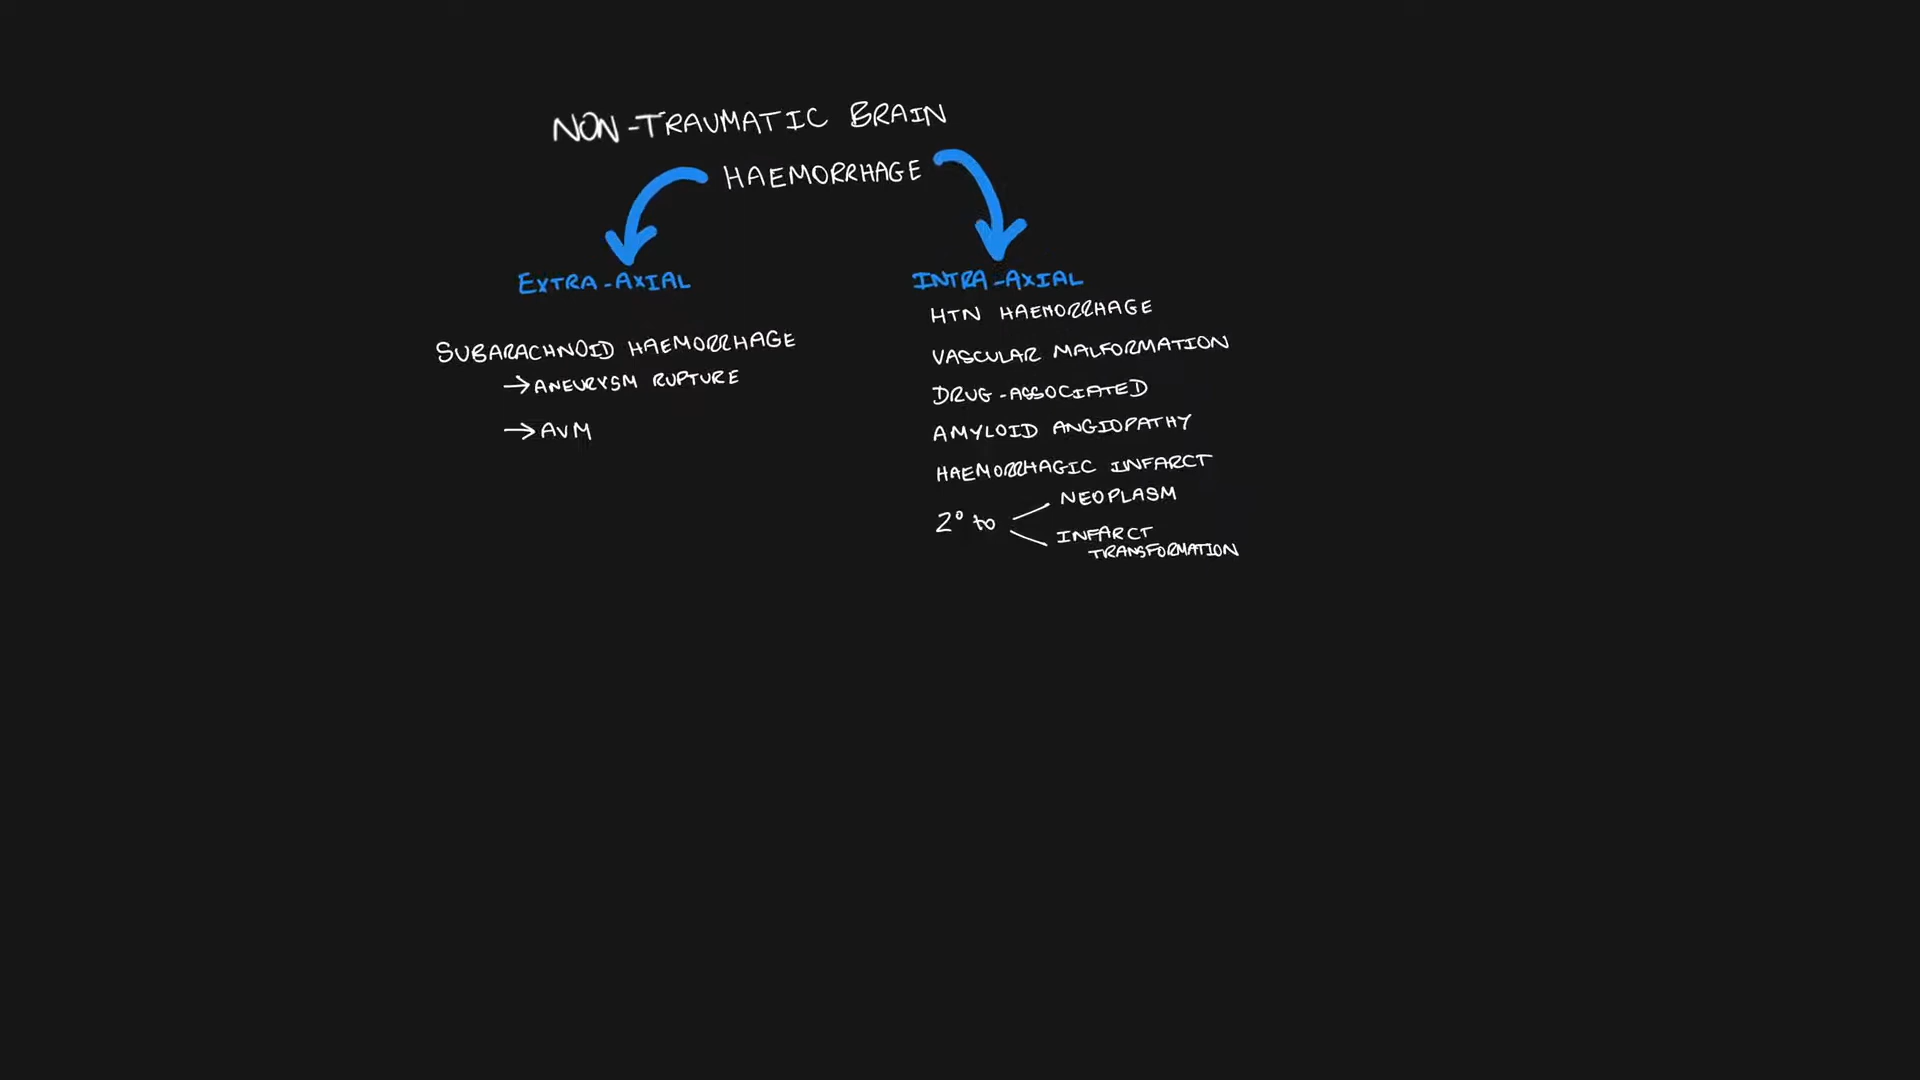 NON-TRAUMATIC BRAIN
HAEMORRHAGE
EXTRA-AXIAL
SUBARACHNOID HAEMORRHAGE
→ANEURYSM RUPTURE
→AVM
INTRA-AXIAL
HTN HAEMORRHAGE
VASCULAR MALFORMATION
DRUG-ASSOCIATED
AMYLOID ANGIOPATHY
HAEMORRHAGIC INFARCT
2° to
NEOPLASM
INFARCT
TRANSFORMATION